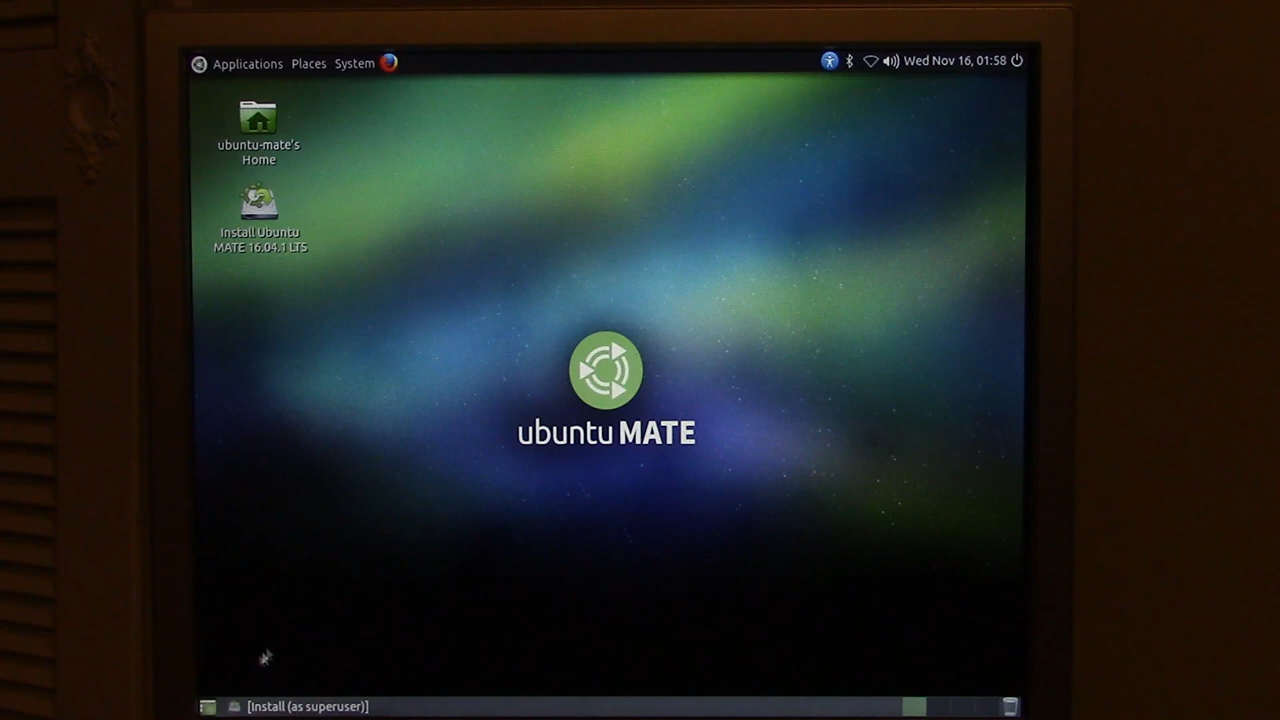 Applications Places System
Wed Nov 16, 01:58
ubuntu-mate's
Home
Install Ubuntu
MATE 16.04.1 LTS
ubuntu MATE
[Install (as superuser)]